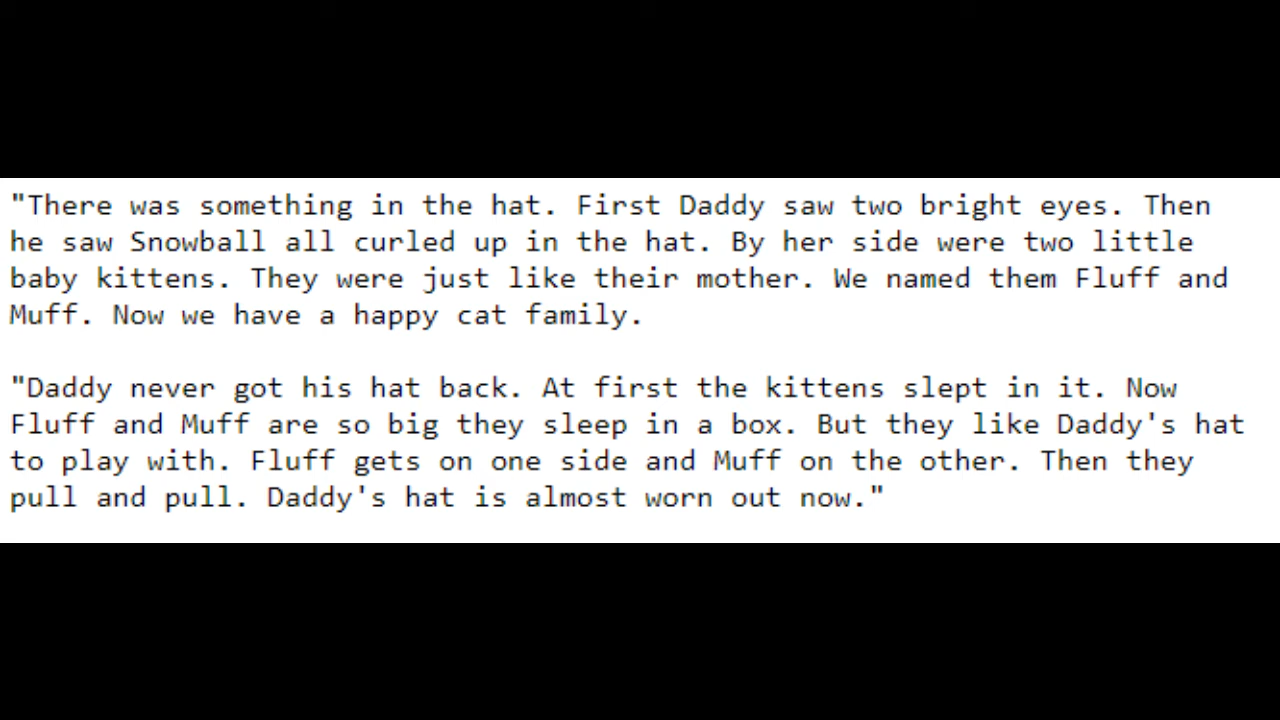 "There was something in the hat. First Daddy saw two bright eyes. Then
he saw Snowball all curled up in the hat. By her side were two little
baby kittens. They were just like their mother. We named them Fluff and
Muff. Now we have a happy cat family.

"Daddy never got his hat back. At first the kittens slept in it. Now
Fluff and Muff are so big they sleep in a box. But they like Daddy's hat
to play with. Fluff gets on one side and Muff on the other. Then they
pull and pull. Daddy's hat is almost worn out now."